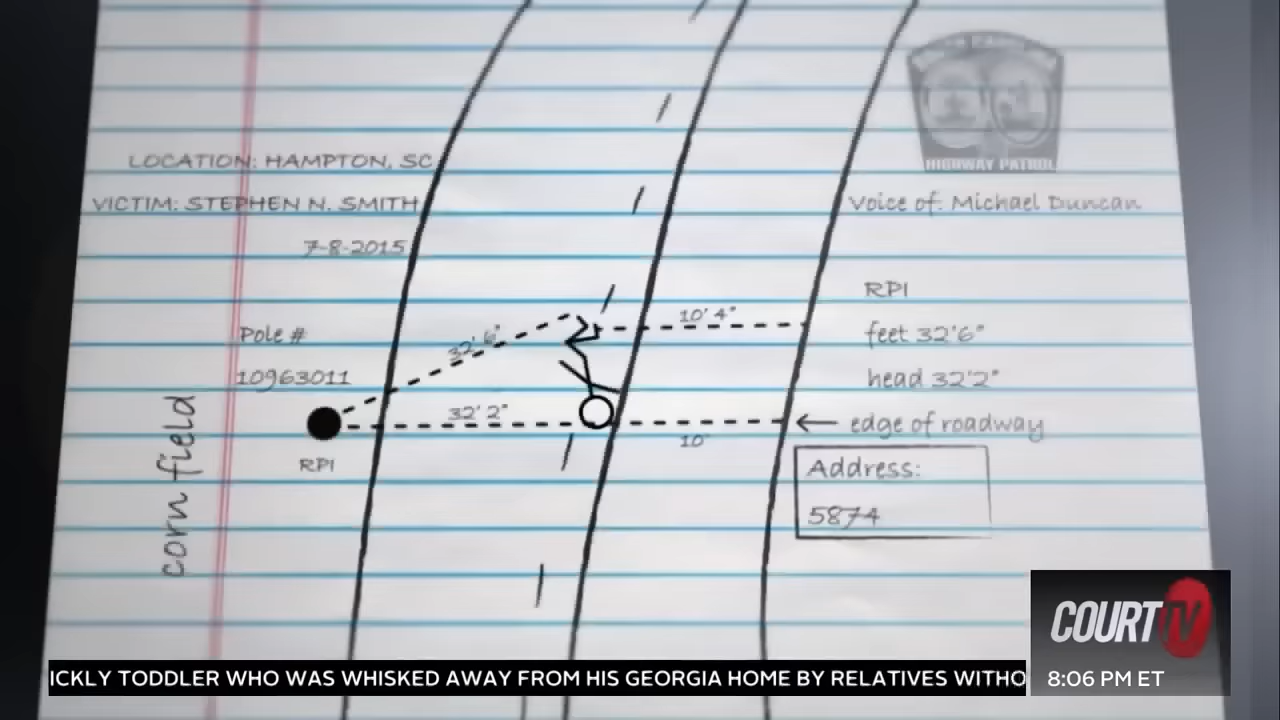 HIGHWAY PATROL
LOCATION: HAMPTON, SC
VICTIM: STEPHEN N. SMITH
7-8-2015
Voice of: Michael Duncan
RPI
feet 32'6"
head 32'2"
edge of roadway
Pole #
10963011
32' 6"
10' 4"
32' 2"
10'
RPI
corn field
Address:
5874
COURT TV
ICKLY TODDLER WHO WAS WHISKED AWAY FROM HIS GEORGIA HOME BY RELATIVES WITHO
8:06 PM ET